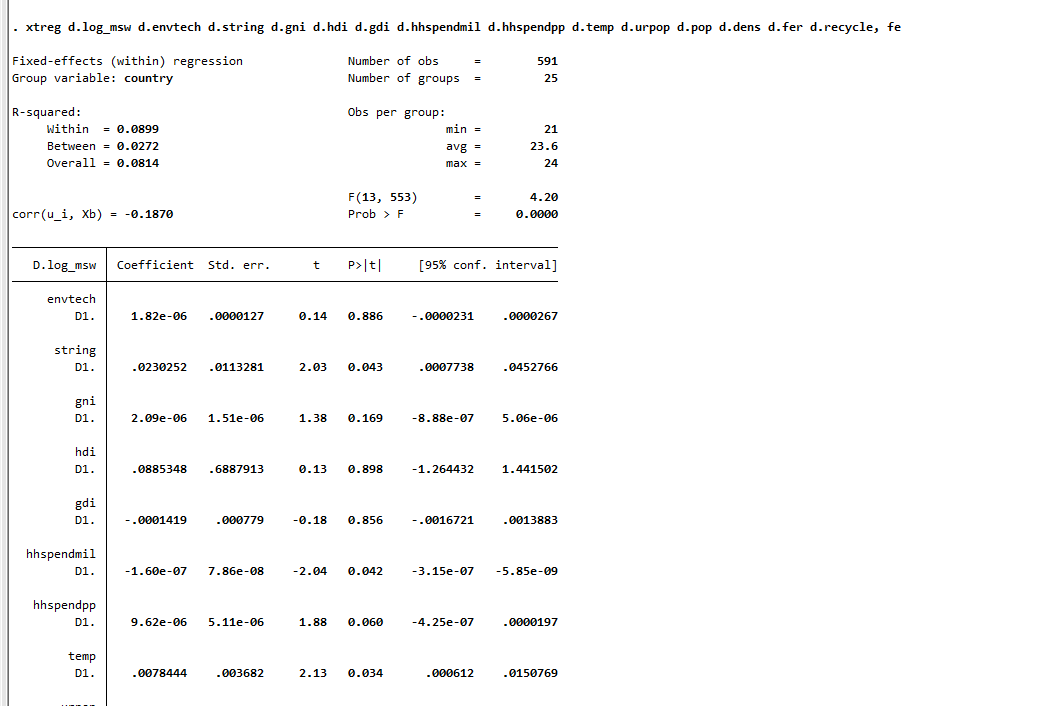 . xtreg d.log_msw d.envtech d.string d.gni d.hdi d.gdi d.hhspendmil d.hhspendpp d.temp d.urpop d.pop d.dens d.fer d.recycle, fe
Fixed-effects (within) regression Number of obs = 591
Group variable: country Number of groups = 25
R-squared: Obs per group:
Within = 0.0899 min = 21
Between = 0.0272 avg = 23.6
Overall = 0.0814 max = 24
F(13, 553) = 4.20
corr(u_i, Xb) = -0.1870 Prob > F = 0.0000
D.log_msw Coefficient Std. err. t P>|t| [95% conf. interval]
envtech
D1. 1.82e-06 .0000127 0.14 0.886 -.0000231 .0000267
string
D1. .0230252 .0113281 2.03 0.043 .0007738 .0452766
gni
D1. 2.09e-06 1.51e-06 1.38 0.169 -8.88e-07 5.06e-06
hdi
D1. .0885348 .6887913 0.13 0.898 -1.264432 1.441502
gdi
D1. -.0001419 .000779 -0.18 0.856 -.0016721 .0013883
hhspendmil
D1. -1.60e-07 7.86e-08 -2.04 0.042 -3.15e-07 -5.85e-09
hhspendpp
D1. 9.62e-06 5.11e-06 1.88 0.060 -4.25e-07 .0000197
temp
D1. .0078444 .003682 2.13 0.034 .000612 .0150769